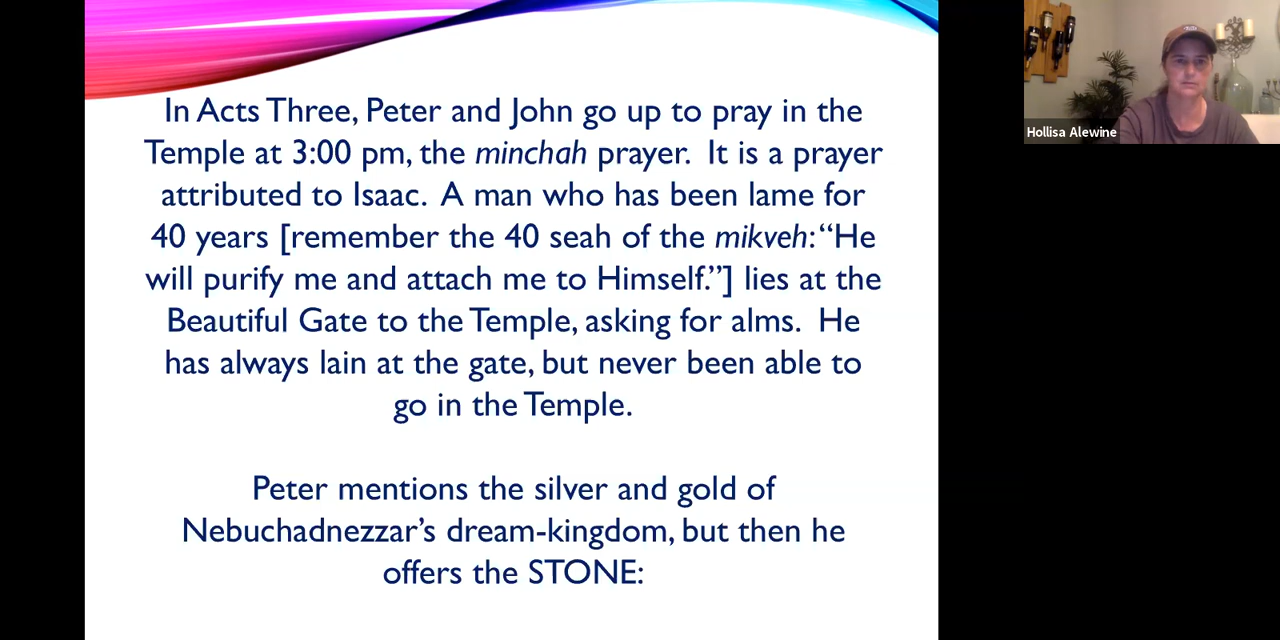 In Acts Three, Peter and John go up to pray in the
Temple at 3:00 pm, the minchah prayer.  It is a prayer
attributed to Isaac.  A man who has been lame for
40 years [remember the 40 seah of the mikveh: “He
will purify me and attach me to Himself.”] lies at the
Beautiful Gate to the Temple, asking for alms.  He
has always lain at the gate, but never been able to
go in the Temple.
Peter mentions the silver and gold of
Nebuchadnezzar’s dream-kingdom, but then he
offers the STONE:
Hollisa Alewine